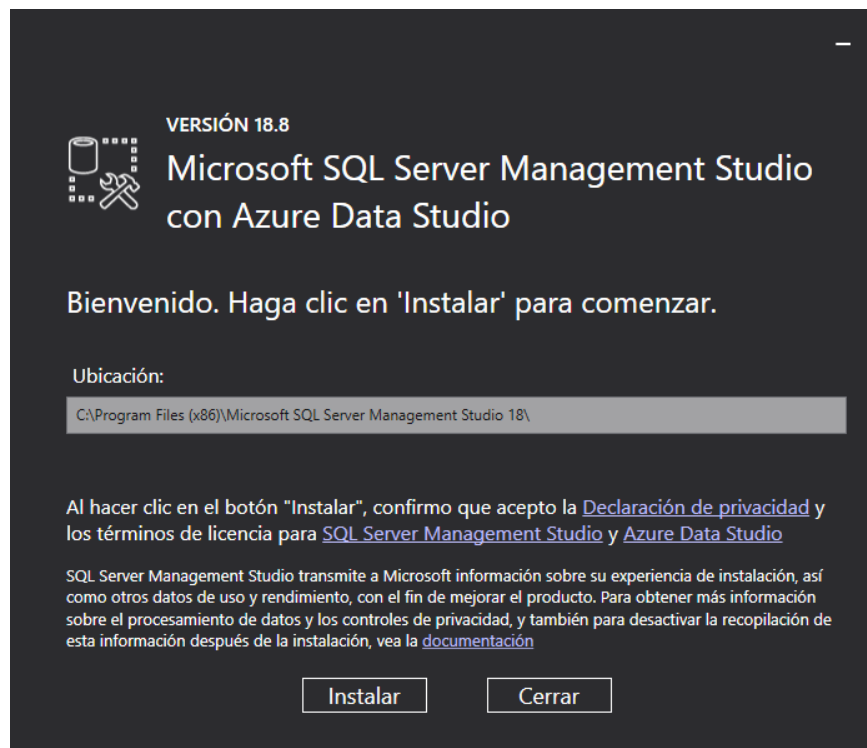 VERSIÓN 18.8
Microsoft SQL Server Management Studio
con Azure Data Studio
Bienvenido. Haga clic en 'Instalar' para comenzar.
Ubicación:
C:\Program Files (x86)\Microsoft SQL Server Management Studio 18\
Al hacer clic en el botón "Instalar", confirmo que acepto la Declaración de privacidad y
los términos de licencia para SQL Server Management Studio y Azure Data Studio
SQL Server Management Studio transmite a Microsoft información sobre su experiencia de instalación, así
como otros datos de uso y rendimiento, con el fin de mejorar el producto. Para obtener más información
sobre el procesamiento de datos y los controles de privacidad, y también para desactivar la recopilación de
esta información después de la instalación, vea la documentación
Instalar Cerrar